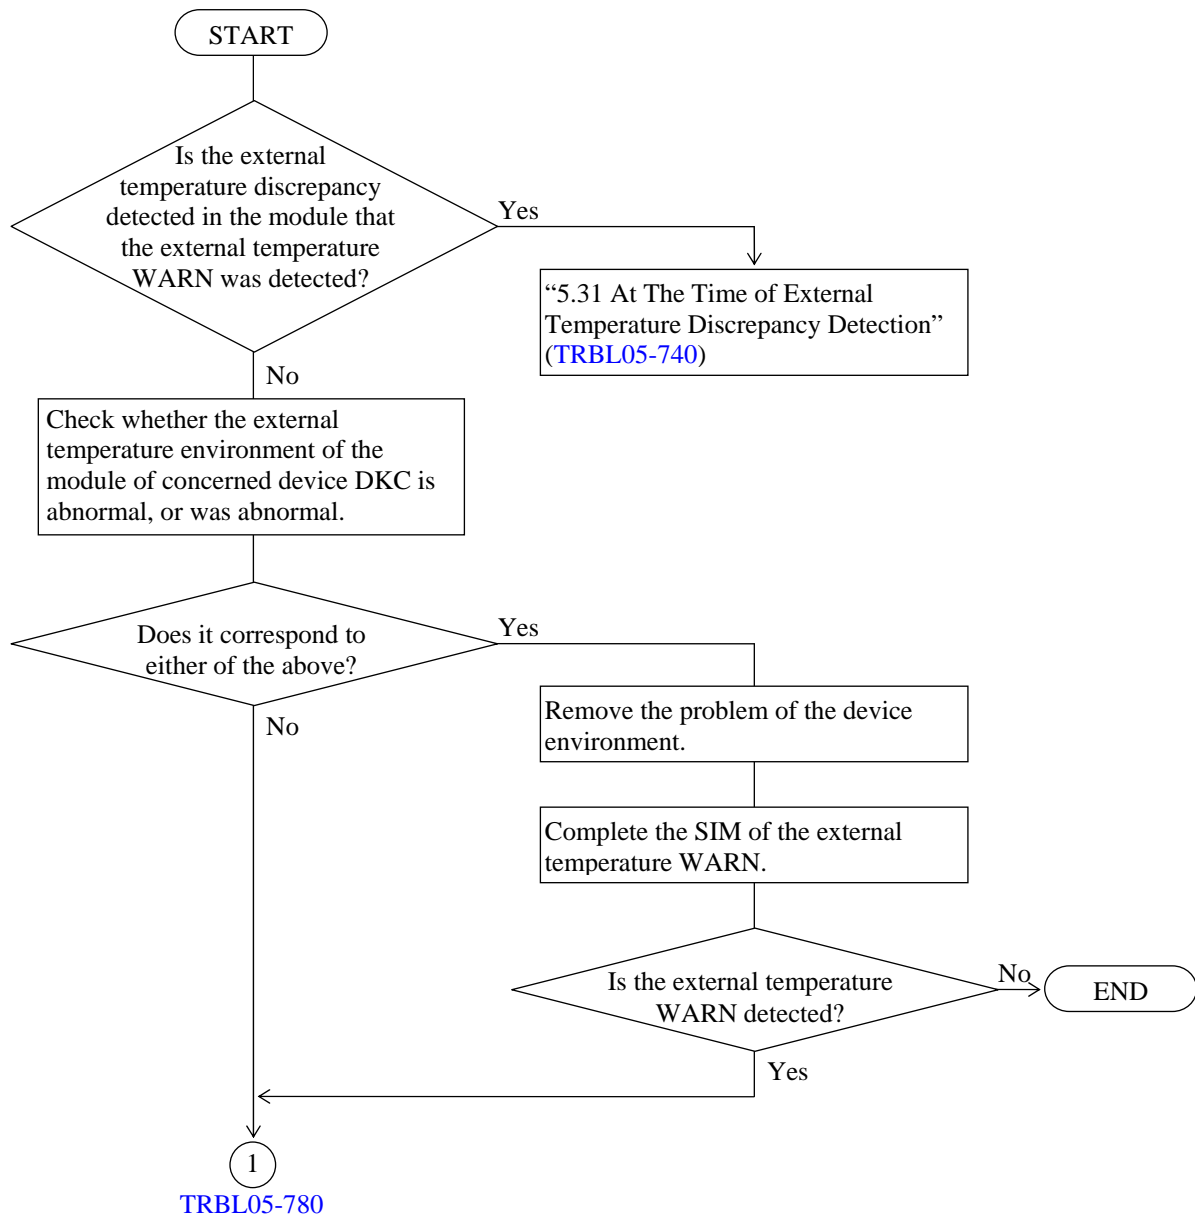 START
Is the external
temperature discrepancy
detected in the module that
the external temperature
WARN was detected?
Yes
“5.31 At The Time of External
Temperature Discrepancy Detection”
(TRBL05-740)
No
Check whether the external
temperature environment of the
module of concerned device DKC is
abnormal, or was abnormal.
Does it correspond to
either of the above?
Yes
No
Remove the problem of the device
environment.
Complete the SIM of the external
temperature WARN.
Is the external temperature
WARN detected?
No
END
Yes
1
TRBL05-780